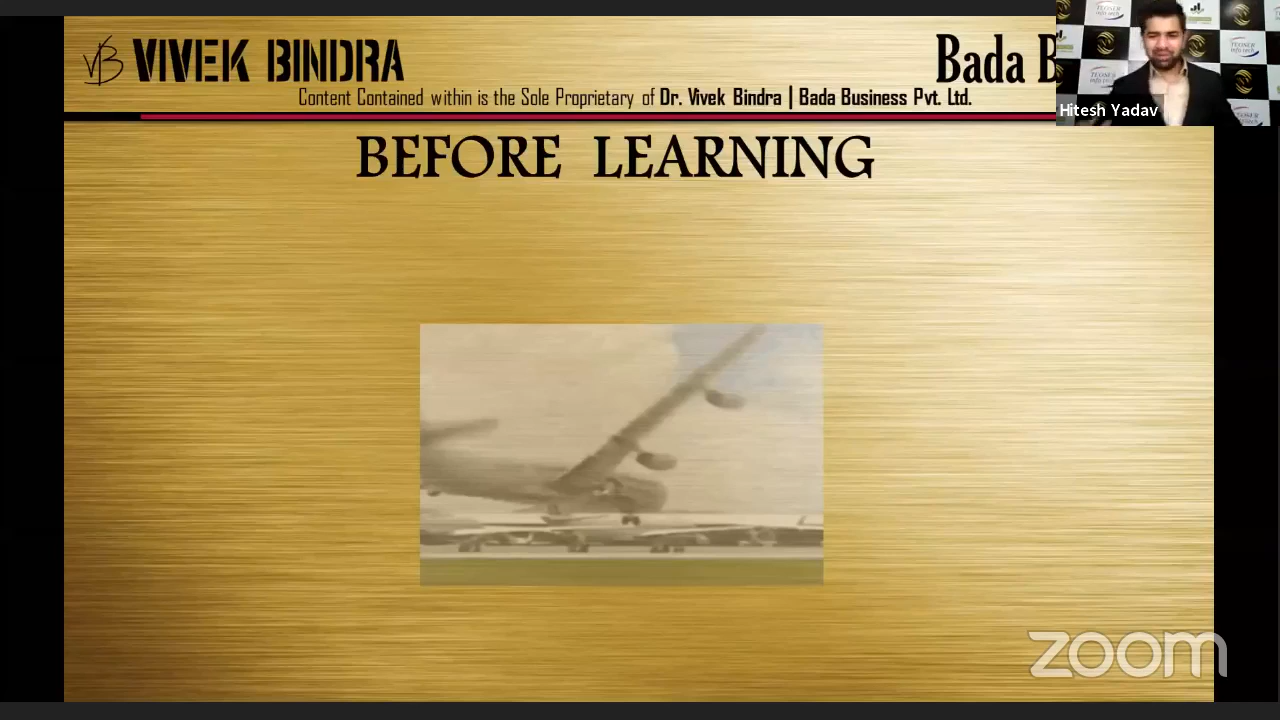 VB VIVEK BINDRA
Bada B
Content Contained within is the Sole Proprietary of Dr. Vivek Bindra | Bada Business Pvt. Ltd.
Hitesh Yadav
BEFORE LEARNING
zoom